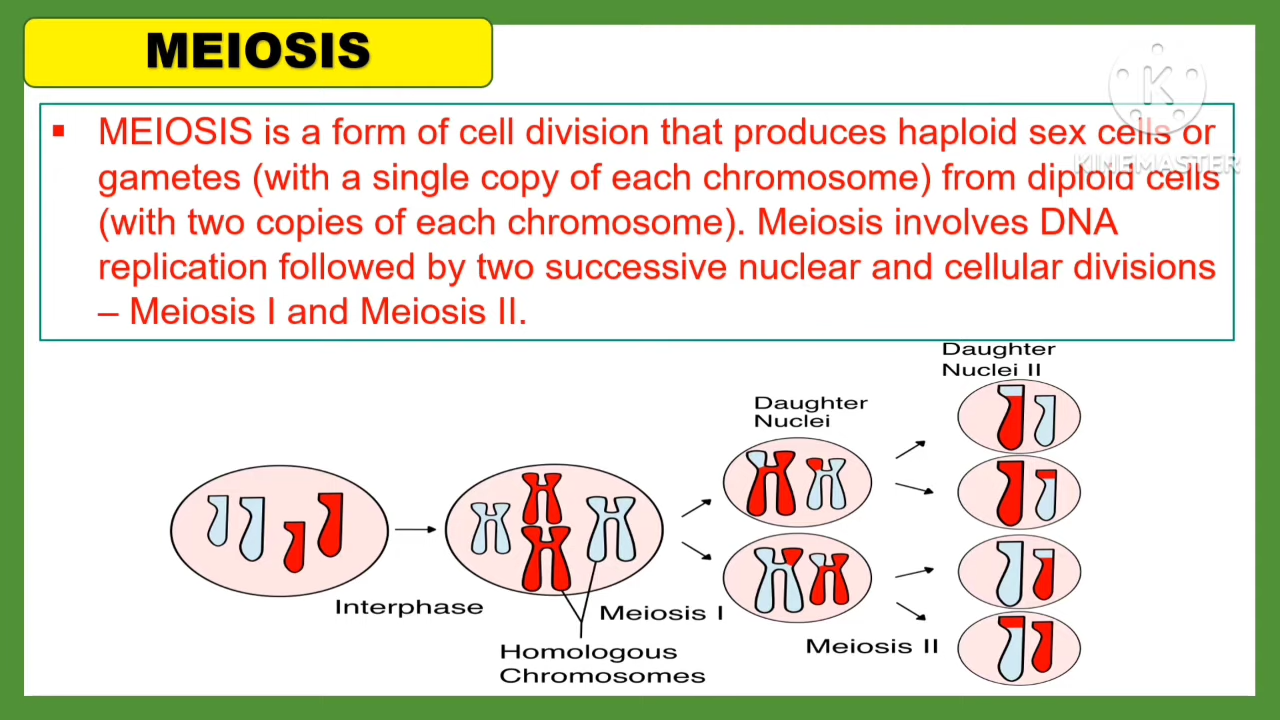 MEIOSIS
K
KINEMASTER
▪ MEIOSIS is a form of cell division that produces haploid sex cells or
gametes (with a single copy of each chromosome) from diploid cells
(with two copies of each chromosome). Meiosis involves DNA
replication followed by two successive nuclear and cellular divisions
– Meiosis I and Meiosis II.
Daughter
Nuclei II
Daughter
Nuclei
Interphase
Meiosis I
Meiosis II
Homologous
Chromosomes